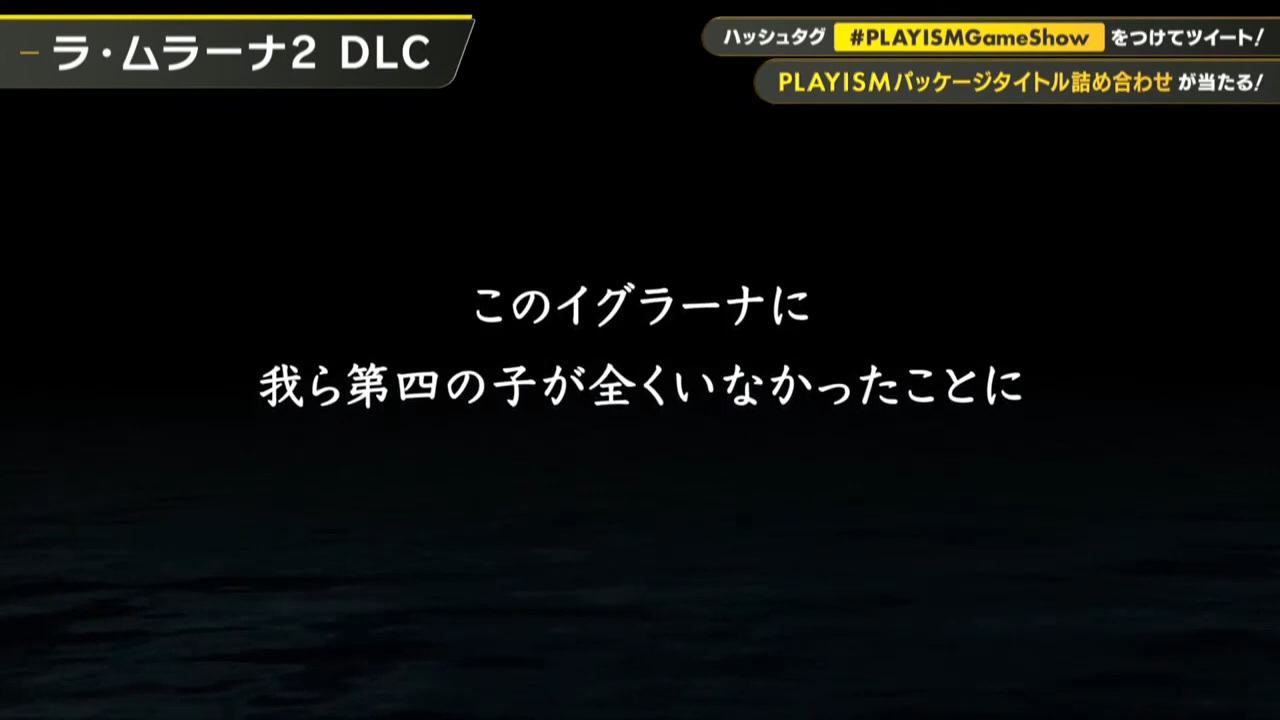 ラ・ムラーナ2 DLC
ハッシュタグ #PLAYISMGameShow をつけてツイート!
PLAYISMパッケージタイトル詰め合わせ が当たる!
このイグラーナに
我ら第四の子が全くいなかったことに